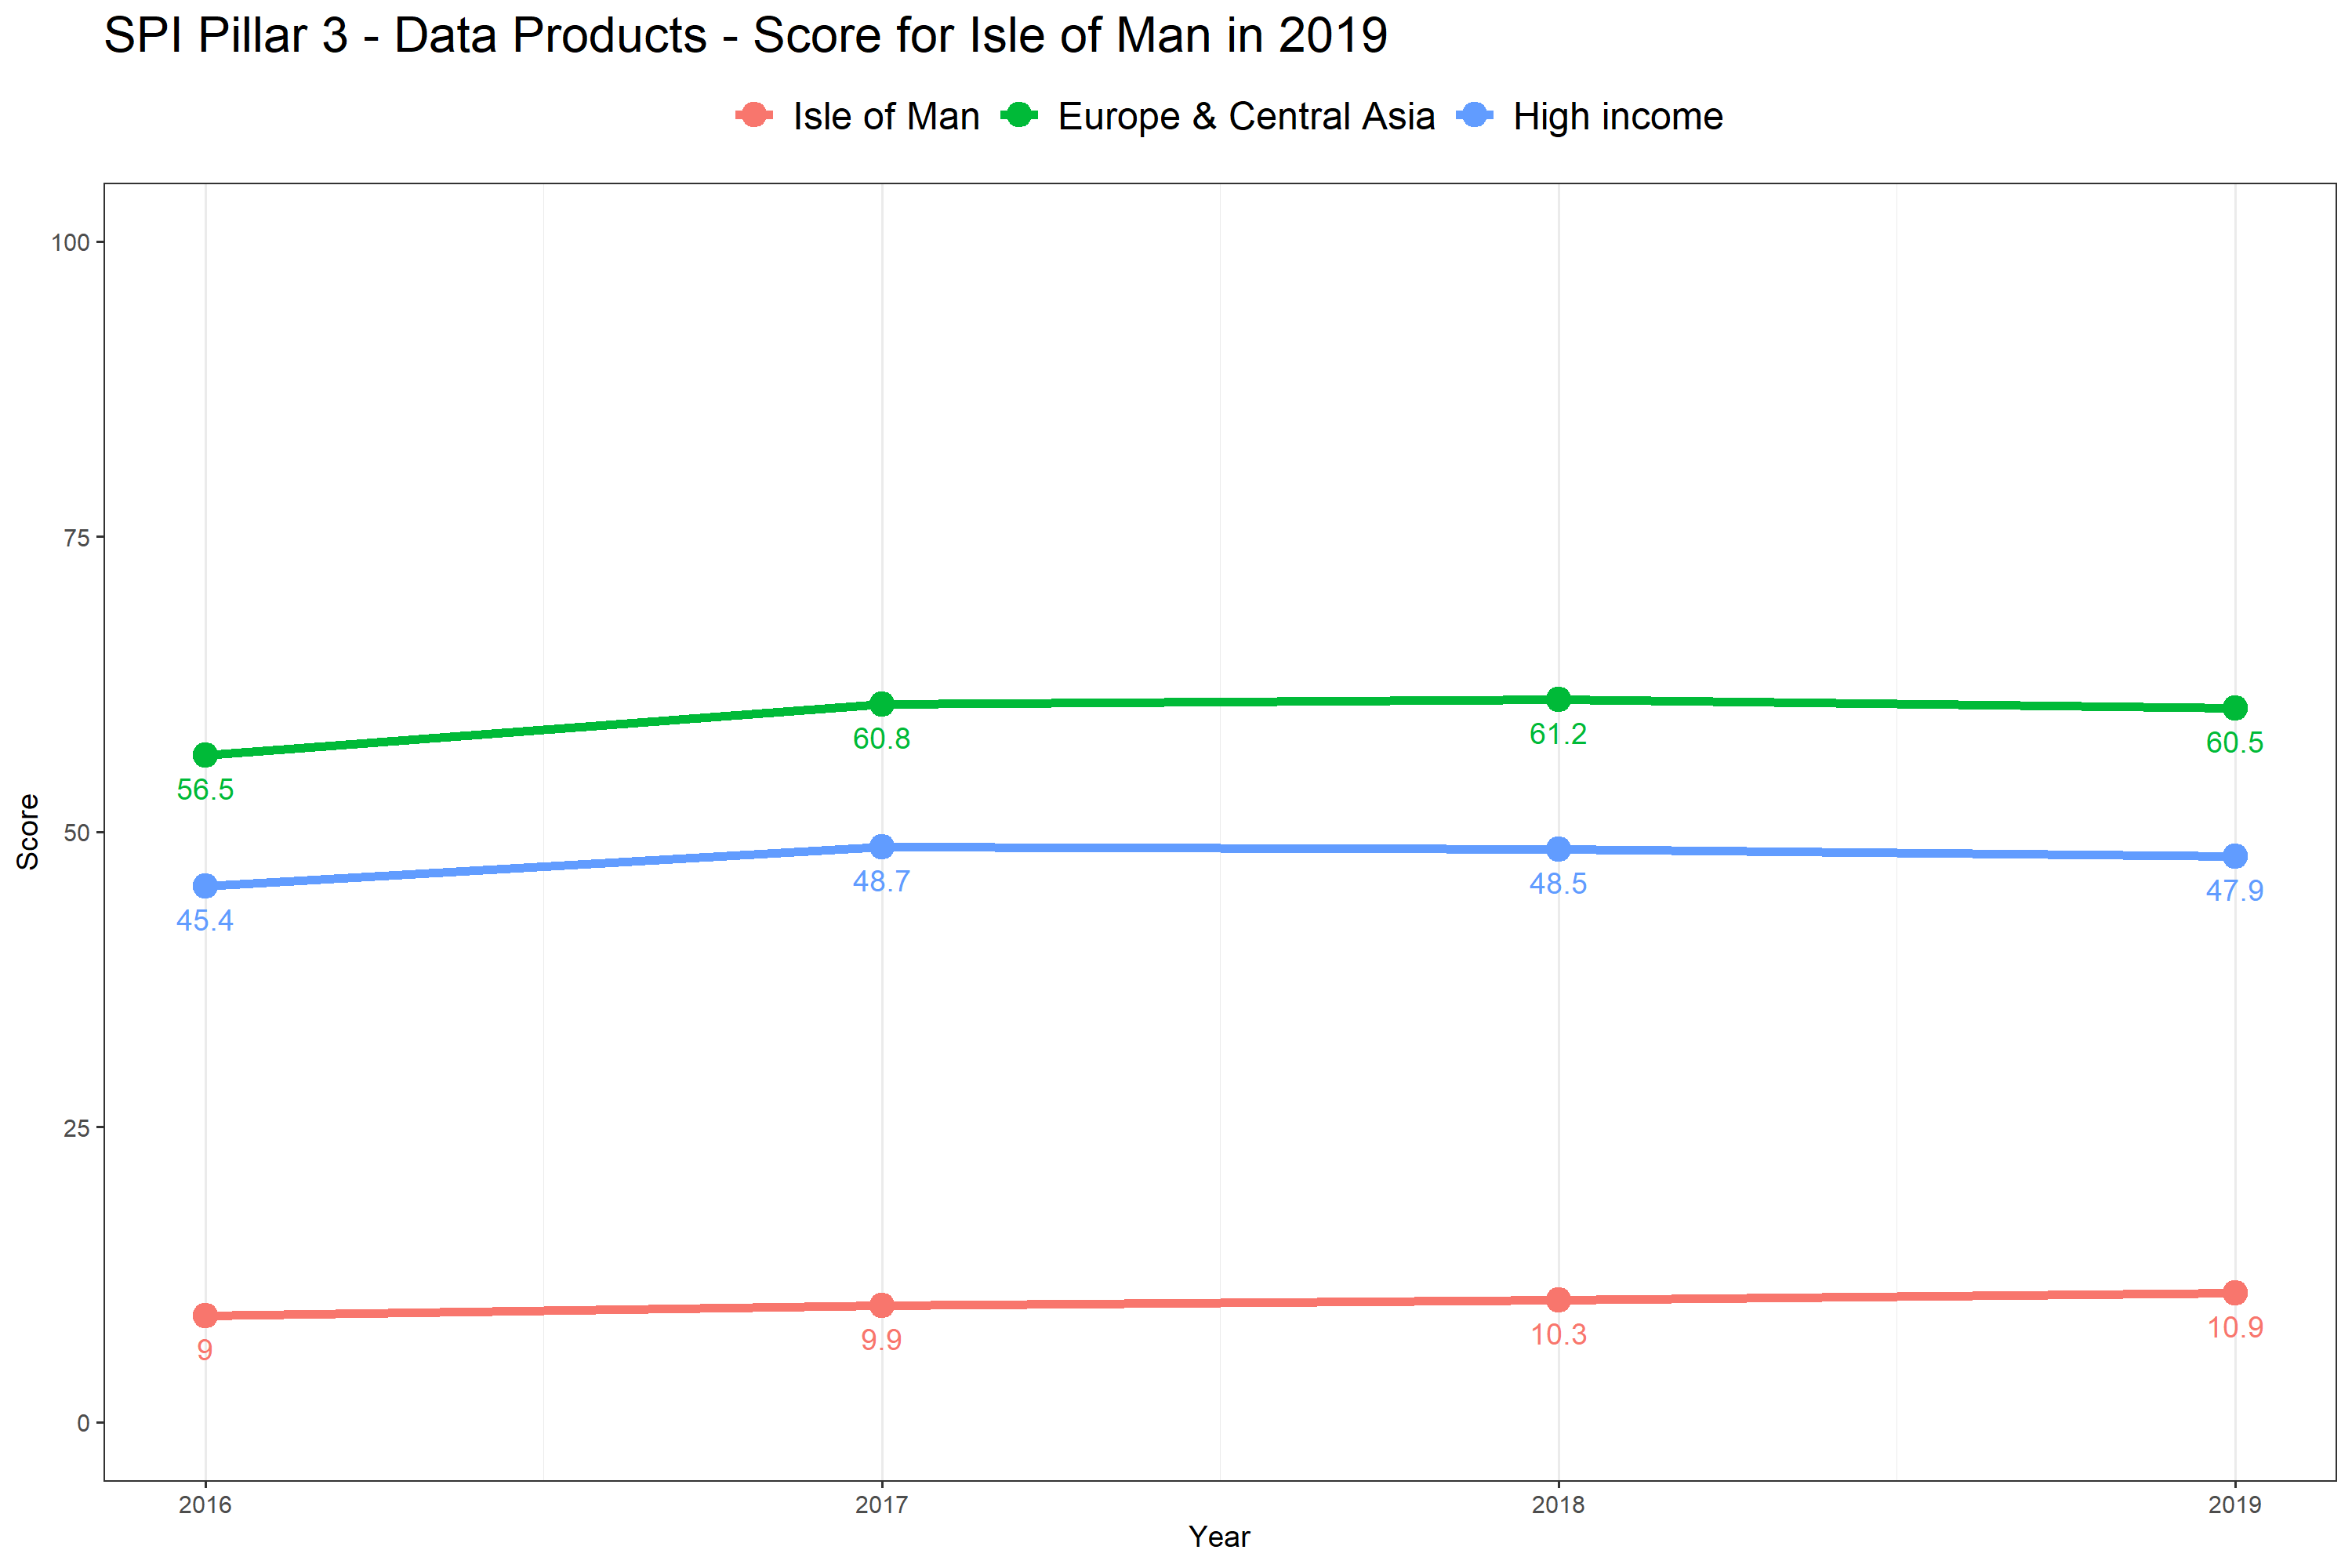 SPI Pillar 3 - Data Products - Score for Isle of Man in 2019
Isle of Man Europe & Central Asia High income
100
75
50
25
0
Score
56.5 60.8 61.2 60.5
45.4 48.7 48.5 47.9
9 9.9 10.3 10.9
2016 2017 2018 2019
Year